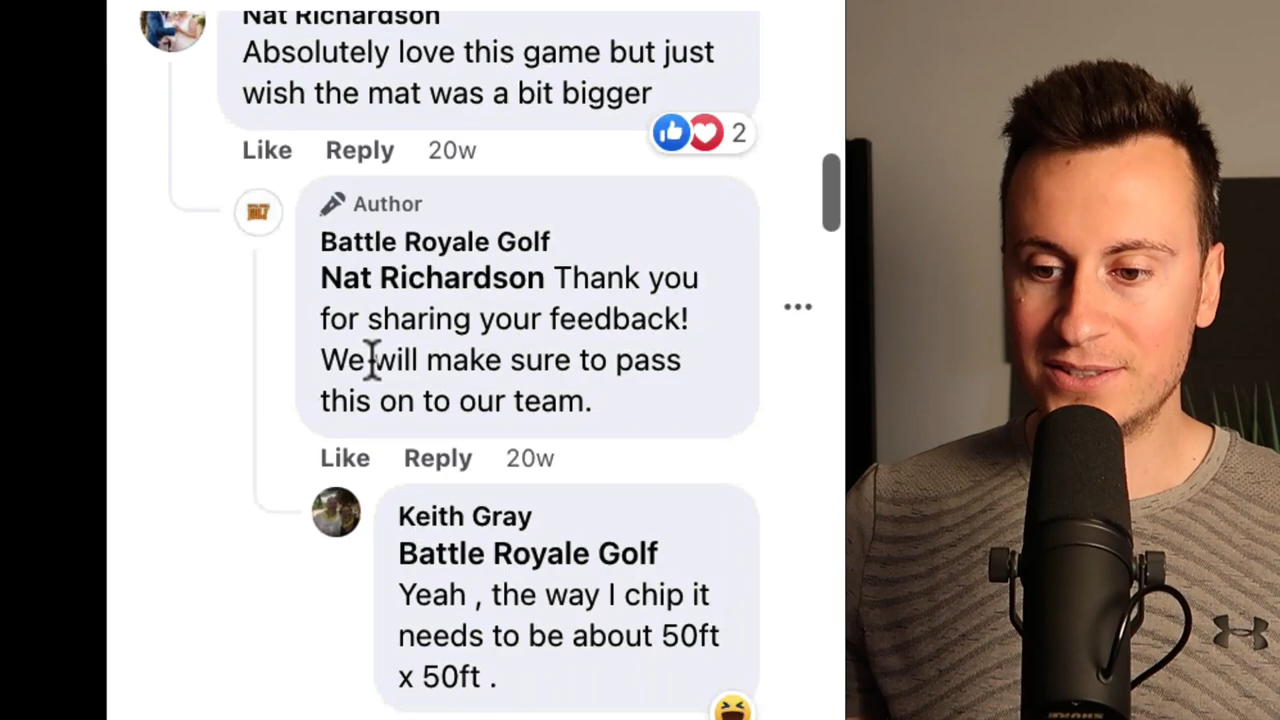 Nat Richardson
Absolutely love this game but just
wish the mat was a bit bigger
2
Like Reply 20w
Author
Battle Royale Golf
Nat Richardson Thank you
for sharing your feedback!
We will make sure to pass
this on to our team.
Like Reply 20w
Keith Gray
Battle Royale Golf
Yeah , the way I chip it
needs to be about 50ft
x 50ft .